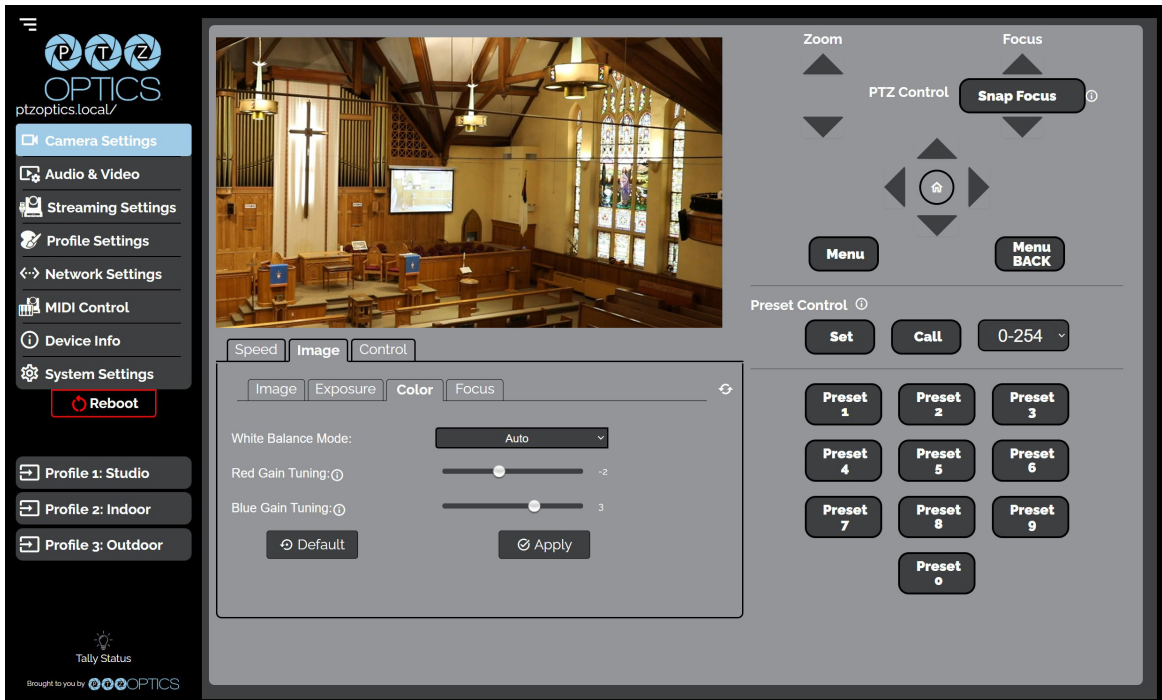 PTZ
OPTICS
ptzoptics.local/
Camera Settings
Audio & Video
Streaming Settings
Profile Settings
Network Settings
MIDI Control
Device Info
System Settings
Reboot
Profile 1: Studio
Profile 2: Indoor
Profile 3: Outdoor
Tally Status
Brought to you by PTZOPTICS
Speed Image Control
Image Exposure Color Focus
White Balance Mode: Auto
Red Gain Tuning: -2
Blue Gain Tuning: 3
Default Apply
Zoom Focus
PTZ Control Snap Focus
Menu
Menu
BACK
Preset Control
Set Call 0-254
Preset
1
Preset
2
Preset
3
Preset
4
Preset
5
Preset
6
Preset
7
Preset
8
Preset
9
Preset
0